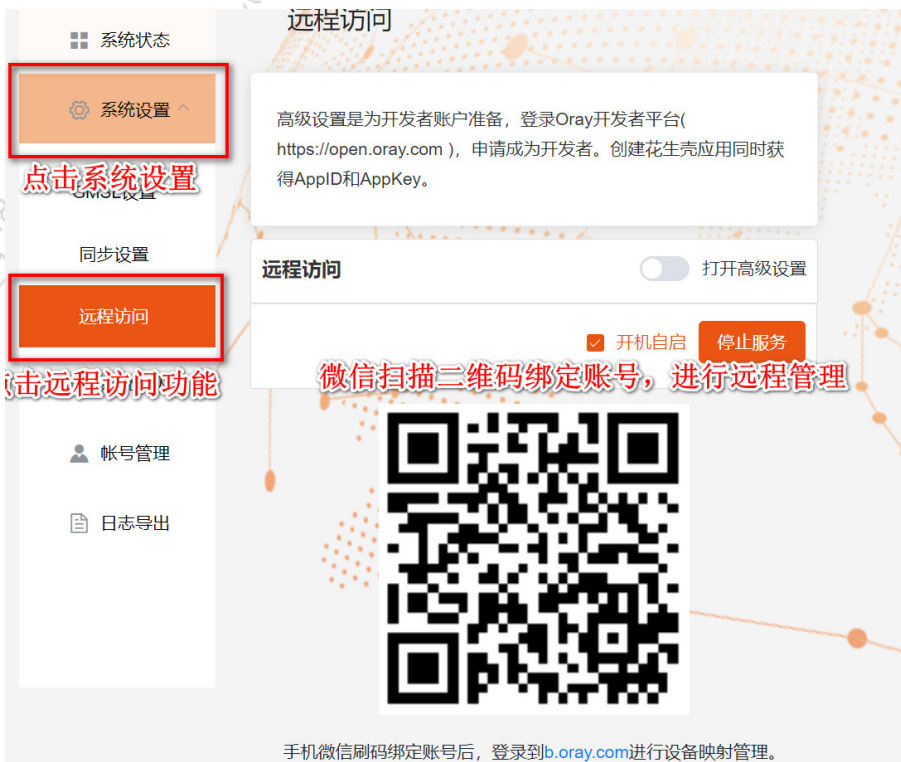 远程访问
系统状态
系统设置
高级设置是为开发者账户准备，登录Oray开发者平台(
https://open.oray.com )，申请成为开发者。创建花生壳应用同时获
得AppID和AppKey。
点击系统设置
GMSL设置
同步设置
远程访问
打开高级设置
远程访问
开机自启
停止服务
击远程访问功能
微信扫描二维码绑定账号，进行远程管理
帐号管理
日志导出
手机微信刷码绑定账号后，登录到b.oray.com进行设备映射管理。